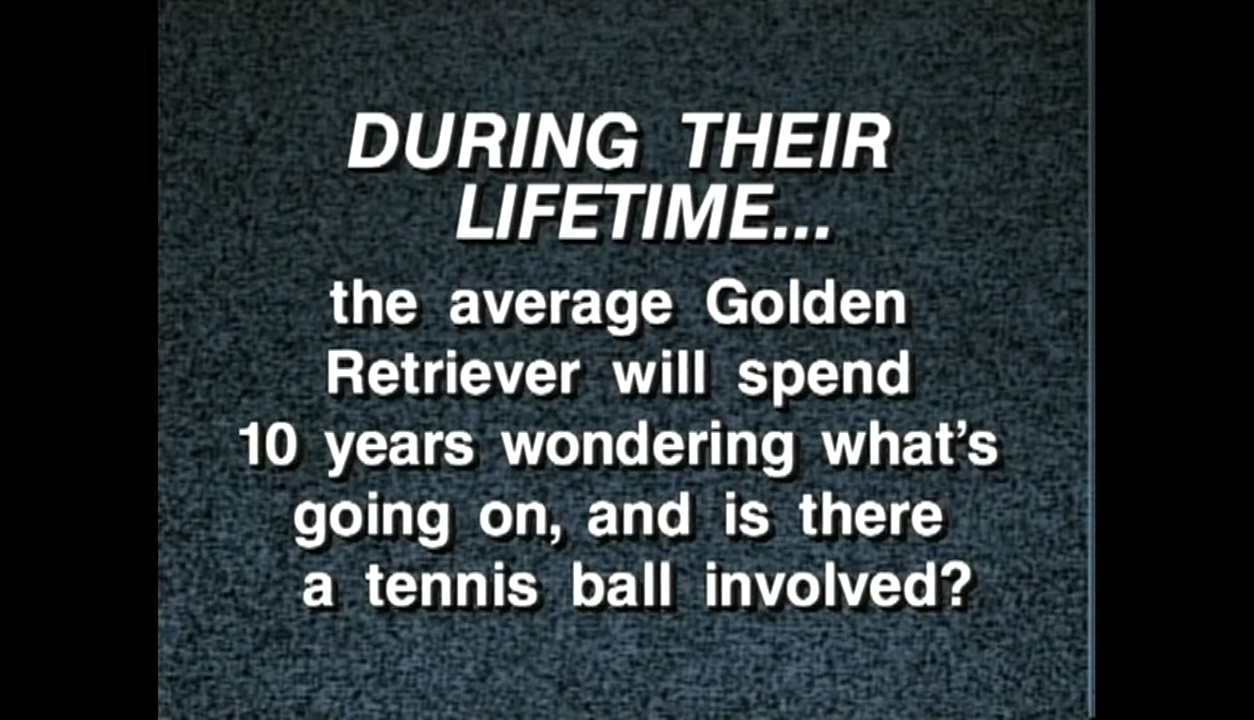 DURING THEIR
LIFETIME...
the average Golden
Retriever will spend
10 years wondering what’s
going on, and is there
a tennis ball involved?